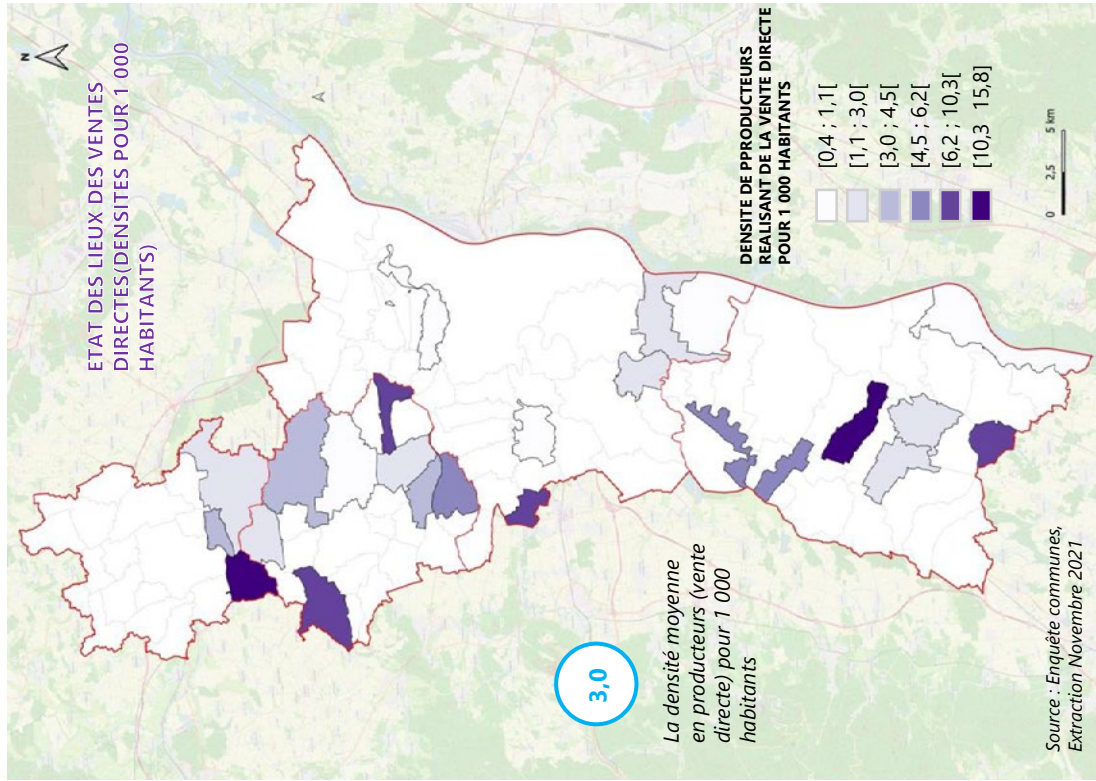 N
ETAT DES LIEUX DES VENTES
DIRECTES(DENSITES POUR 1 000
HABITANTS)
DENSITE DE PPRODUCTEURS
REALISANT DE LA VENTE DIRECTE
POUR 1 000 HABITANTS
[0,4 ; 1,1[
[1,1 ; 3,0[
[3,0 ; 4,5[
[4,5 ; 6,2[
[6,2 ; 10,3[
[10,3 15,8]
0 2,5 5 km
3,0
La densité moyenne
en producteurs (vente
directe) pour 1 000
habitants
Source : Enquête communes,
Extraction Novembre 2021